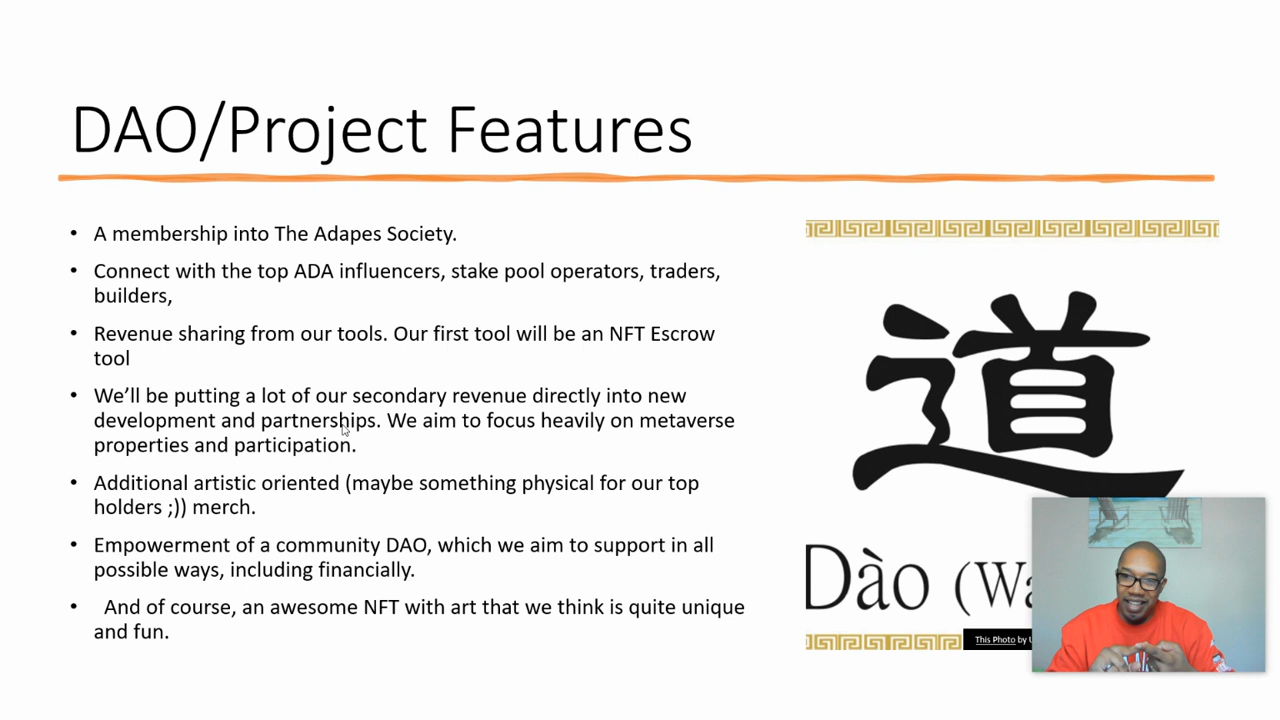 DAO/Project Features
• A membership into The Adapes Society.
• Connect with the top ADA influencers, stake pool operators, traders,
builders,
• Revenue sharing from our tools. Our first tool will be an NFT Escrow
tool
• We’ll be putting a lot of our secondary revenue directly into new
development and partnerships. We aim to focus heavily on metaverse
properties and participation.
• Additional artistic oriented (maybe something physical for our top
holders ;)) merch.
• Empowerment of a community DAO, which we aim to support in all
possible ways, including financially.
• And of course, an awesome NFT with art that we think is quite unique
and fun.
道
Dào
This Photo by